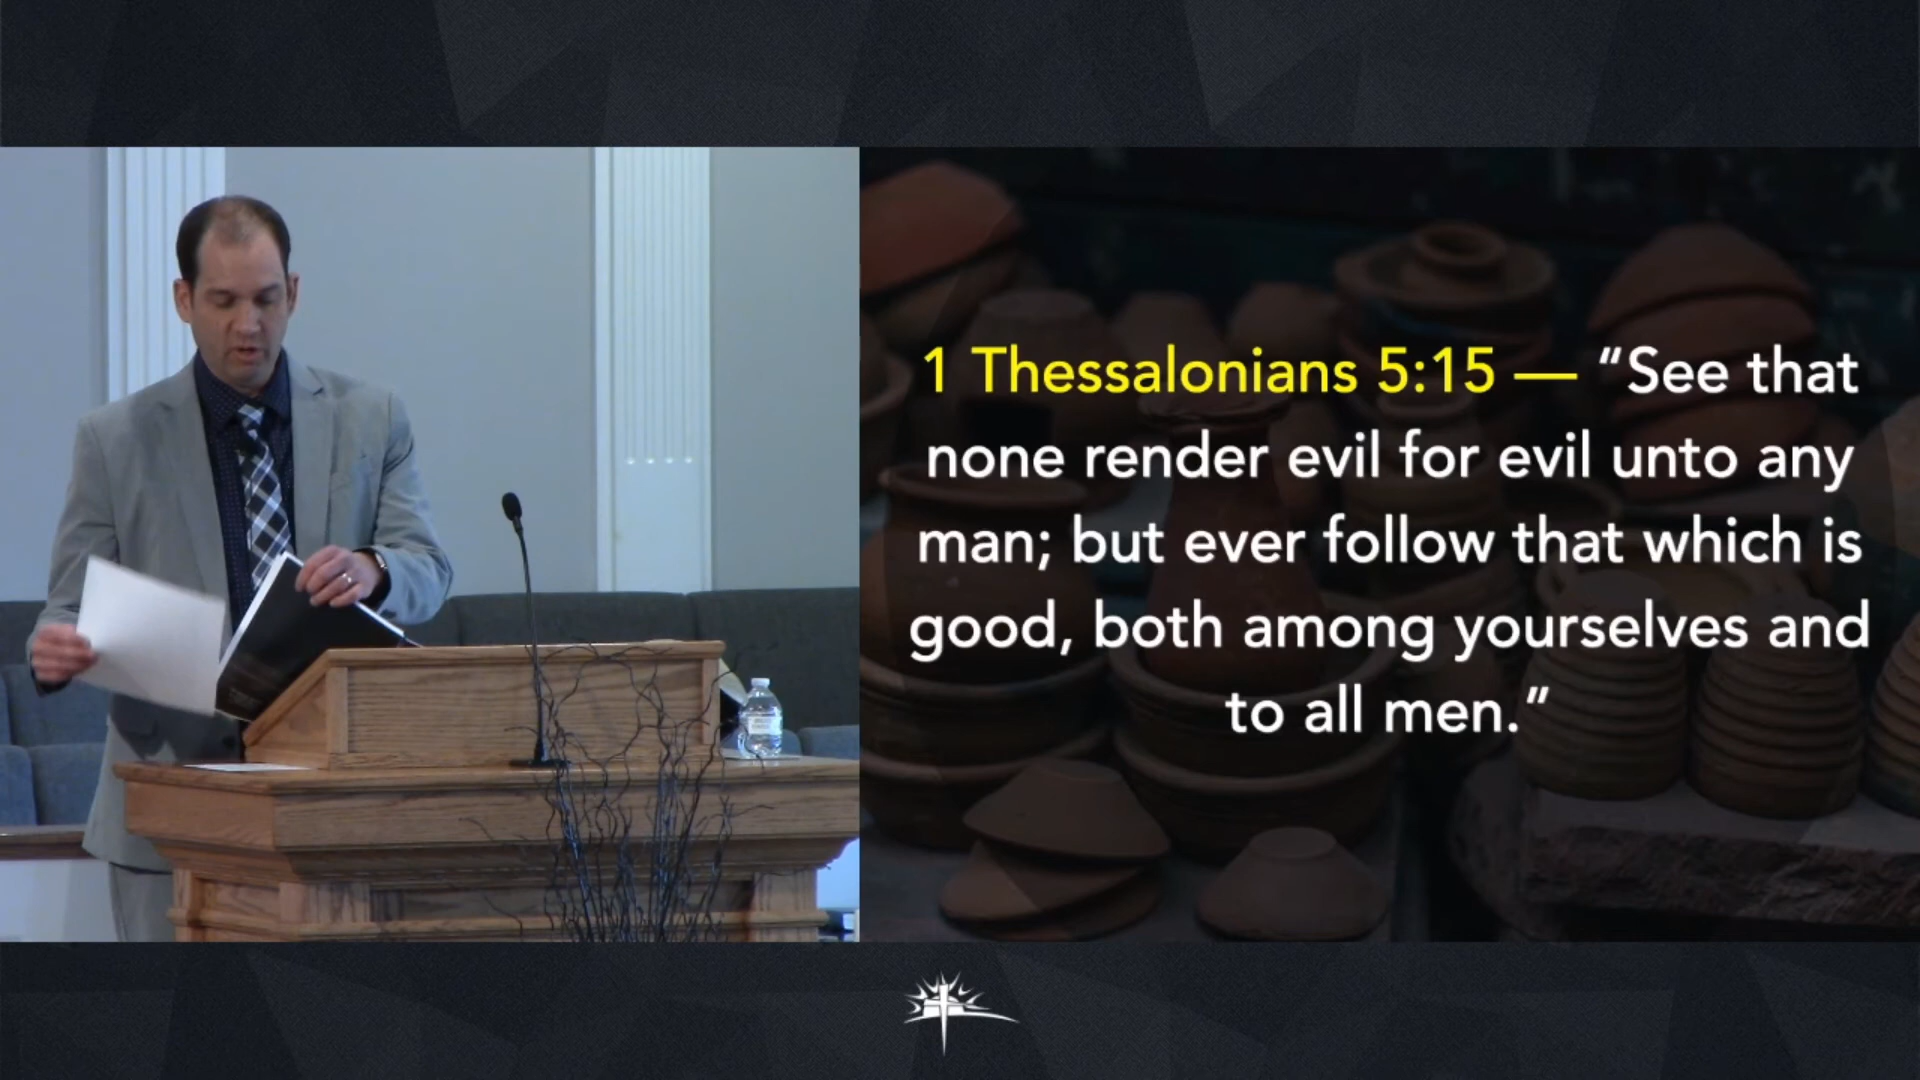 1 Thessalonians 5:15 — “See that
none render evil for evil unto any
man; but ever follow that which is
good, both among yourselves and
to all men.”